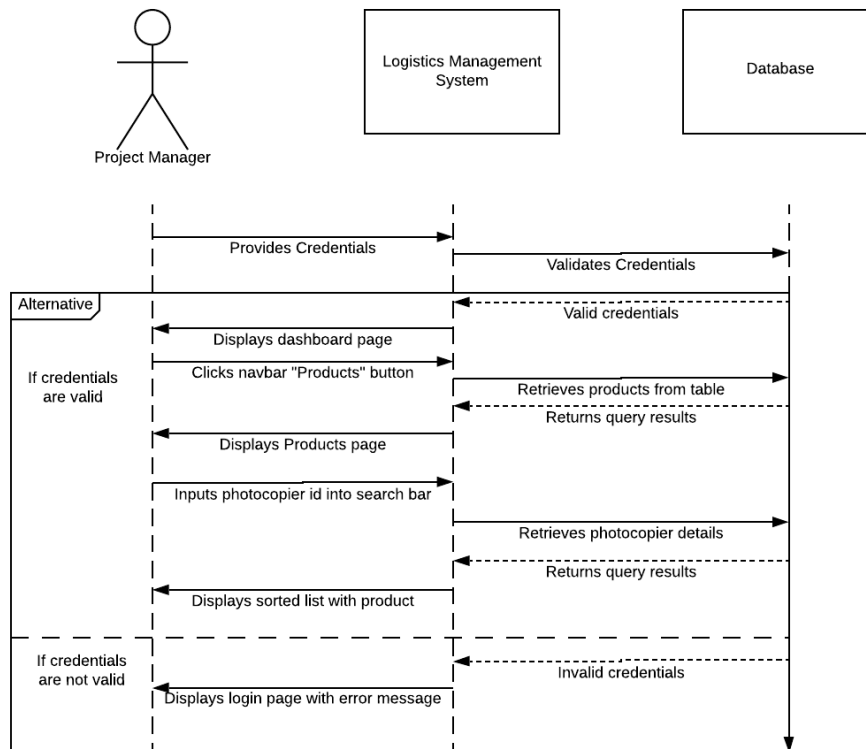 Logistics Management
System
Database
Project Manager
Provides Credentials
Validates Credentials
Alternative
Valid credentials
Displays dashboard page
If credentials
are valid
Clicks navbar "Products" button
Retrieves products from table
Returns query results
Displays Products page
Inputs photocopier id into search bar
Retrieves photocopier details
Returns query results
Displays sorted list with product
If credentials
are not valid
Invalid credentials
Displays login page with error message